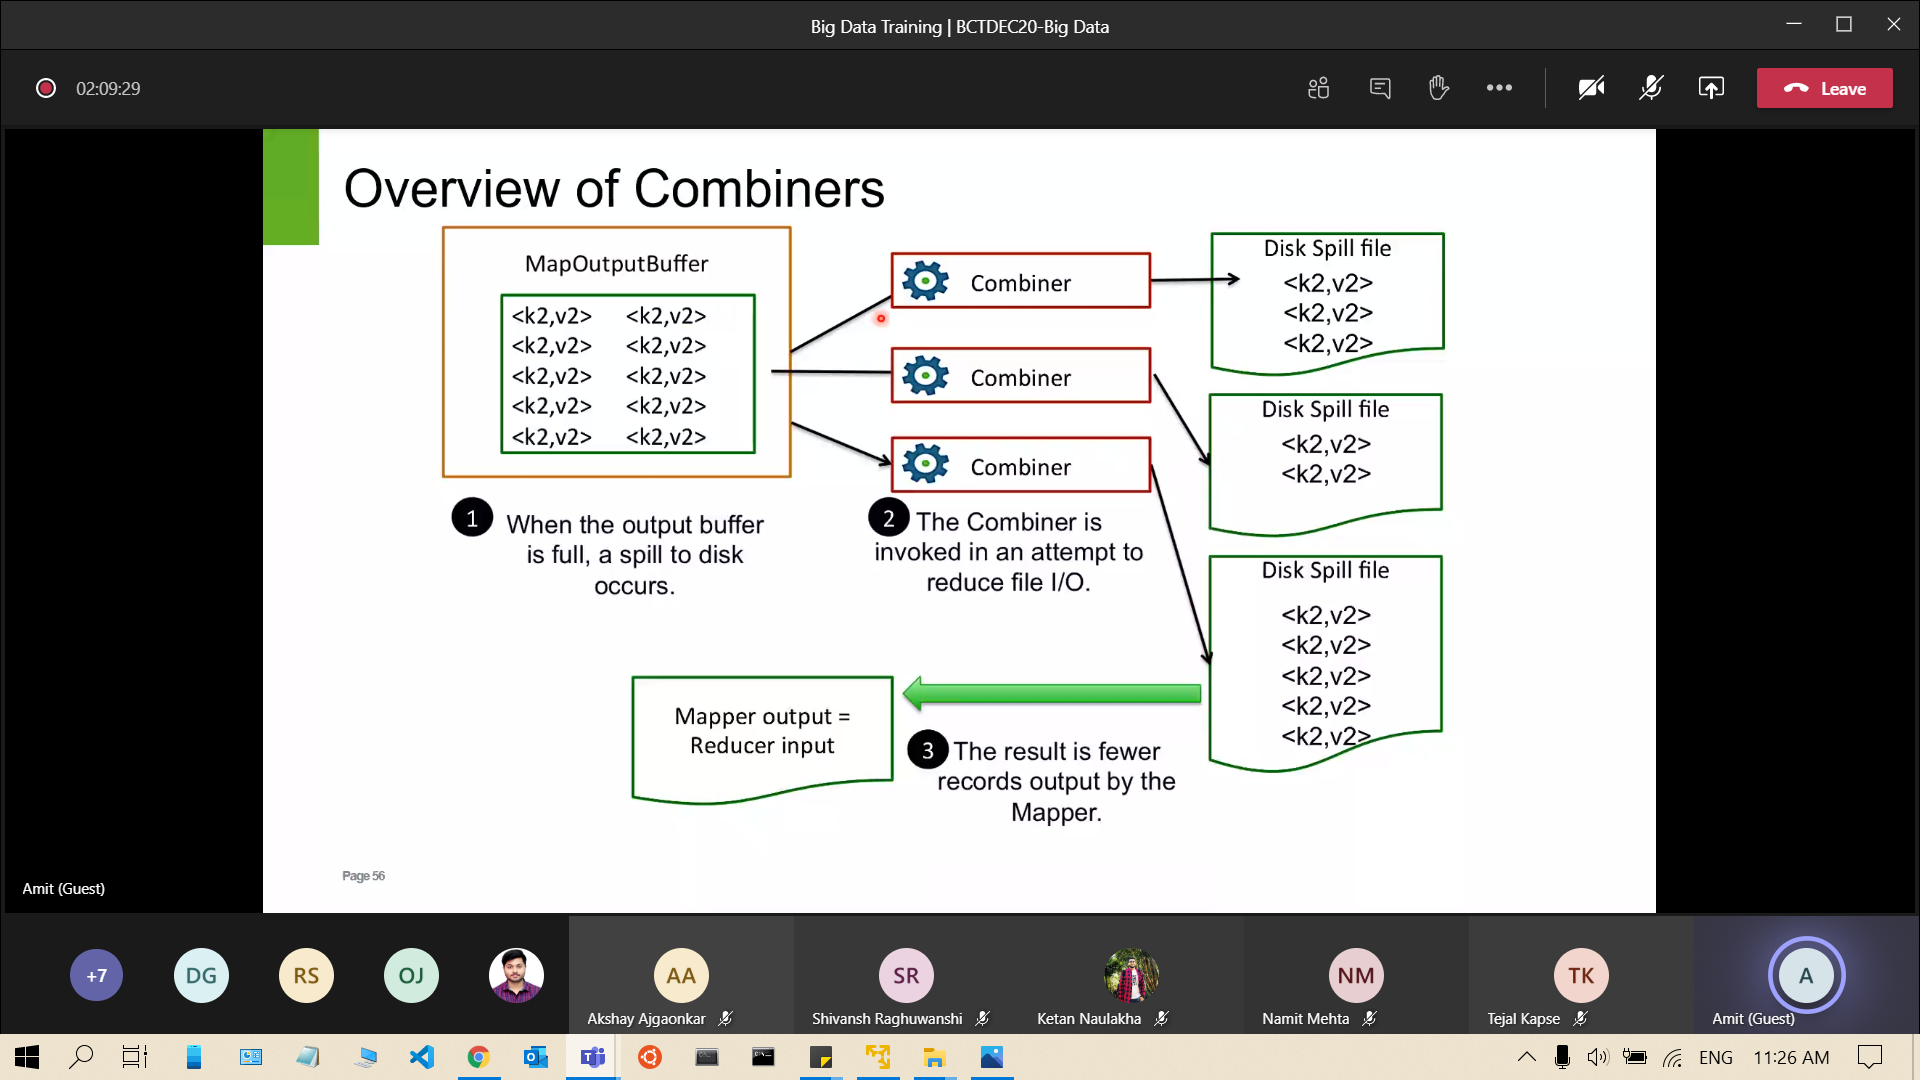 Big Data Training | BCTDEC20-Big Data
02:09:29
Leave
Overview of Combiners
MapOutputBuffer
<k2,v2> <k2,v2>
<k2,v2> <k2,v2>
<k2,v2> <k2,v2>
<k2,v2> <k2,v2>
<k2,v2> <k2,v2>
Combiner
Combiner
Combiner
Disk Spill file
<k2,v2>
<k2,v2>
<k2,v2>
Disk Spill file
<k2,v2>
<k2,v2>
Disk Spill file
<k2,v2>
<k2,v2>
<k2,v2>
<k2,v2>
<k2,v2>
1 When the output buffer
is full, a spill to disk
occurs.
2 The Combiner is
invoked in an attempt to
reduce file I/O.
Mapper output =
Reducer input
3 The result is fewer
records output by the
Mapper.
Page 56
Amit (Guest)
+7
DG
RS
OJ
AA
Akshay Ajgaonkar
SR
Shivansh Raghuwanshi
Ketan Naulakha
NM
Namit Mehta
TK
Tejal Kapse
A
Amit (Guest)
ENG
11:26 AM